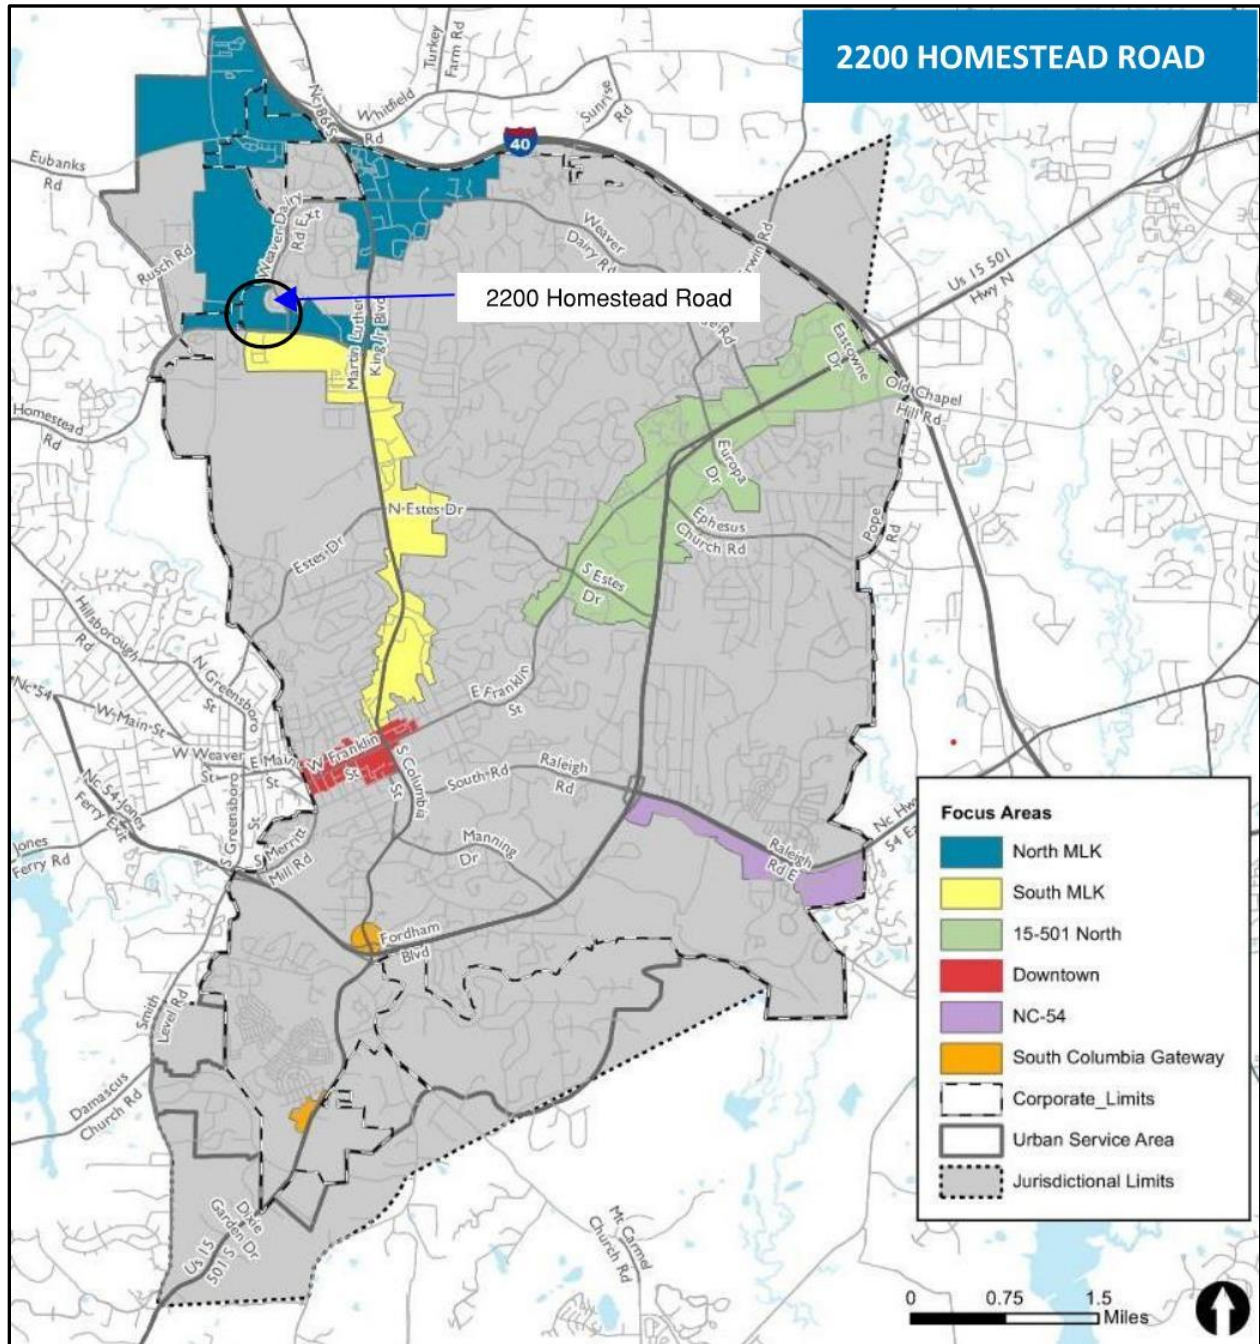 2200 HOMESTEAD ROAD
Turkey
Farm Rd
Nc 86 S
Whitfield
Rd
Sunrise
Rd
40
Eubanks
Rd
Weaver Dairy
Rd Ext
Weaver
Dairy Rd
Erwin Rd
Us 15 501
Hwy N
Rusch Rd
2200 Homestead Road
Martin Luther
King Jr Blvd
Eastowne
Dr
Old Chapel
Hill Rd
Homestead
Rd
Europa
Dr
N Estes Dr
Ephesus
Church Rd
Pope
Rd
Estes Dr
S Estes
Dr
Hillsborough
Rd
N Greensboro
St
E Franklin
St
Nc 54
W Main St
W Weaver
St
E Main
St
W Franklin
St
S Columbia
St
South Rd
Raleigh
Rd
Nc 54 Jones
Ferry Exit
S Greensboro
St
Jones
Ferry Rd
S Merritt
Mill Rd
Manning
Dr
Raleigh
Rd E
Nc Hwy
54 Ea
Fordham
Blvd
Smith
Level Rd
Damascus
Church Rd
Dixie
Garden Dr
Us 15
501 S
Mt Carmel
Church Rd
Focus Areas
North MLK
South MLK
15-501 North
Downtown
NC-54
South Columbia Gateway
Corporate_Limits
Urban Service Area
Jurisdictional Limits
0 0.75 1.5
Miles